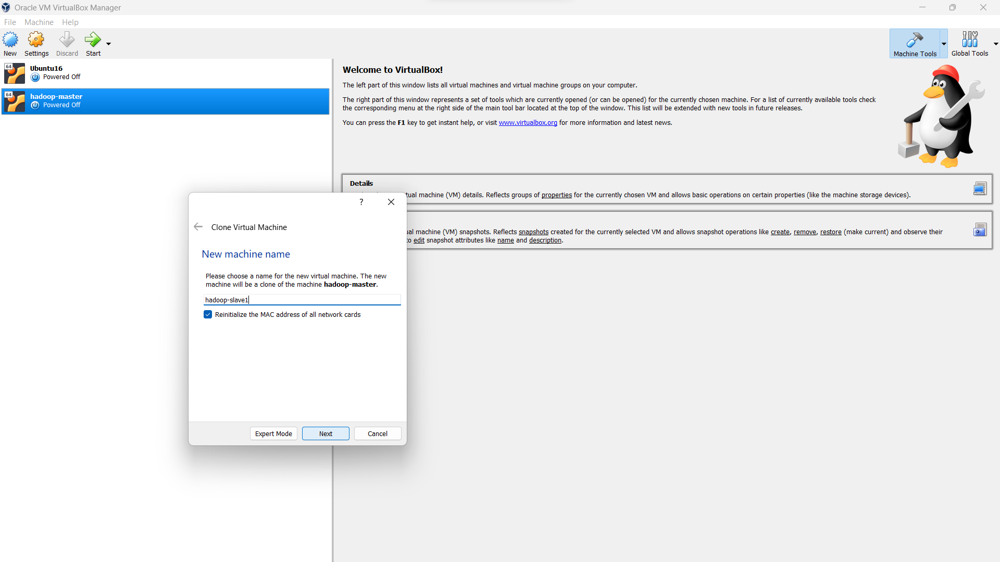 Oracle VM VirtualBox Manager
File Machine Help
New Settings Discard Start
Machine Tools Global Tools
64
Ubuntu16
Powered Off
64
hadoop-master
Powered Off
Welcome to VirtualBox!
The left part of this window lists all virtual machines and virtual machine groups on your computer.
The right part of this window represents a set of tools which are currently opened (or can be opened) for the currently chosen machine. For a list of currently available tools check
the corresponding menu at the right side of the main tool bar located at the top of the window. This list will be extended with new tools in future releases.
You can press the F1 key to get instant help, or visit www.virtualbox.org for more information and latest news.
Details
machine (VM) details. Reflects groups of properties for the currently chosen VM and allows basic operations on certain properties (like the machine storage devices).
machine (VM) snapshots. Reflects snapshots created for the currently selected VM and allows snapshot operations like create, remove, restore (make current) and observe their
edit snapshot attributes like name and description.
?
Clone Virtual Machine
New machine name
Please choose a name for the new virtual machine. The new
machine will be a clone of the machine hadoop-master.
hadoop-slave1
Reinitialize the MAC address of all network cards
Expert Mode Next Cancel